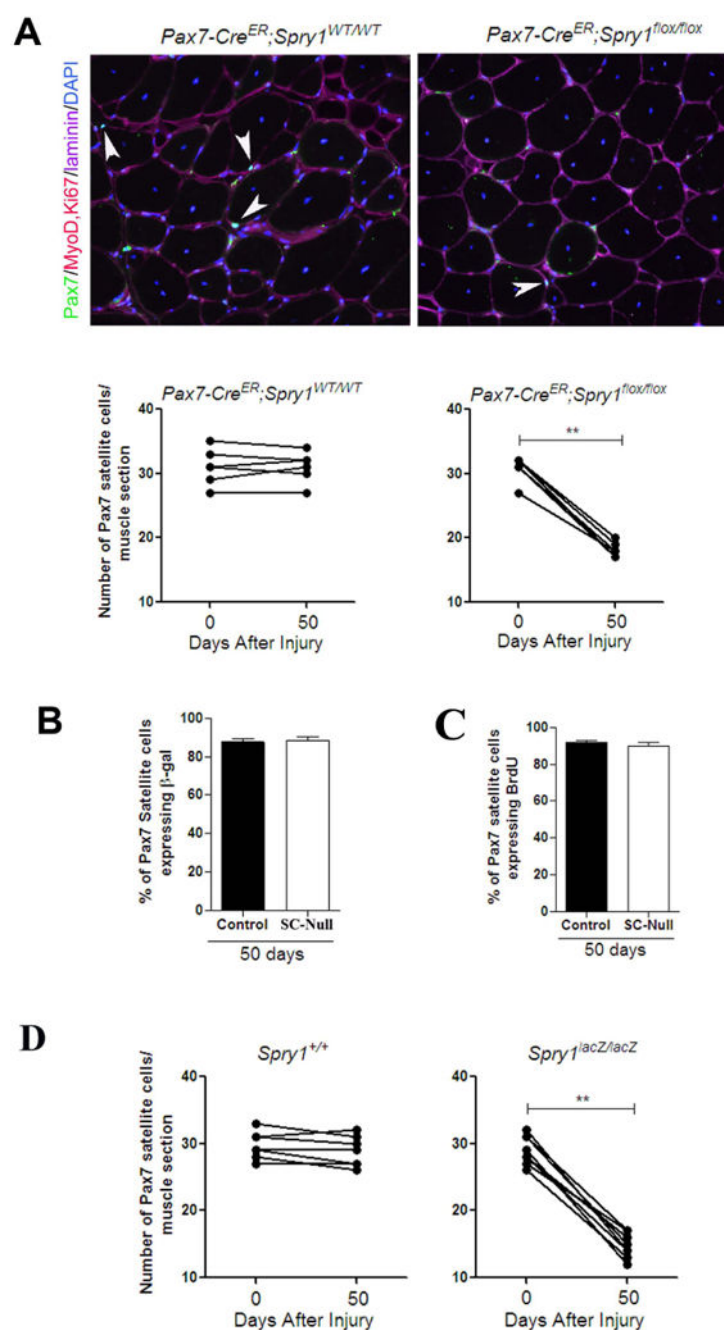 A
Pax7-Cre^ER;Spry1^WT/WT
Pax7-Cre^ER;Spry1^flox/flox
Pax7/MyoD,Ki67/laminin/DAPI
Pax7-Cre^ER;Spry1^WT/WT
Number of Pax7 satellite cells/
muscle section
40
30
20
10
0 50
Days After Injury
Pax7-Cre^ER;Spry1^flox/flox
**
40
30
20
10
0 50
Days After Injury
B
% of Pax7 Satellite cells
expressing β-gal
100
80
60
40
20
0
Control SC-Null
50 days
C
% of Pax7 satellite cells
expressing BrdU
100
80
60
40
20
0
Control SC-Null
50 days
D
Spry1^+/+
Number of Pax7 satellite cells/
muscle section
40
30
20
10
0 50
Days After Injury
Spry1^lacZ/lacZ
**
40
30
20
10
0 50
Days After Injury